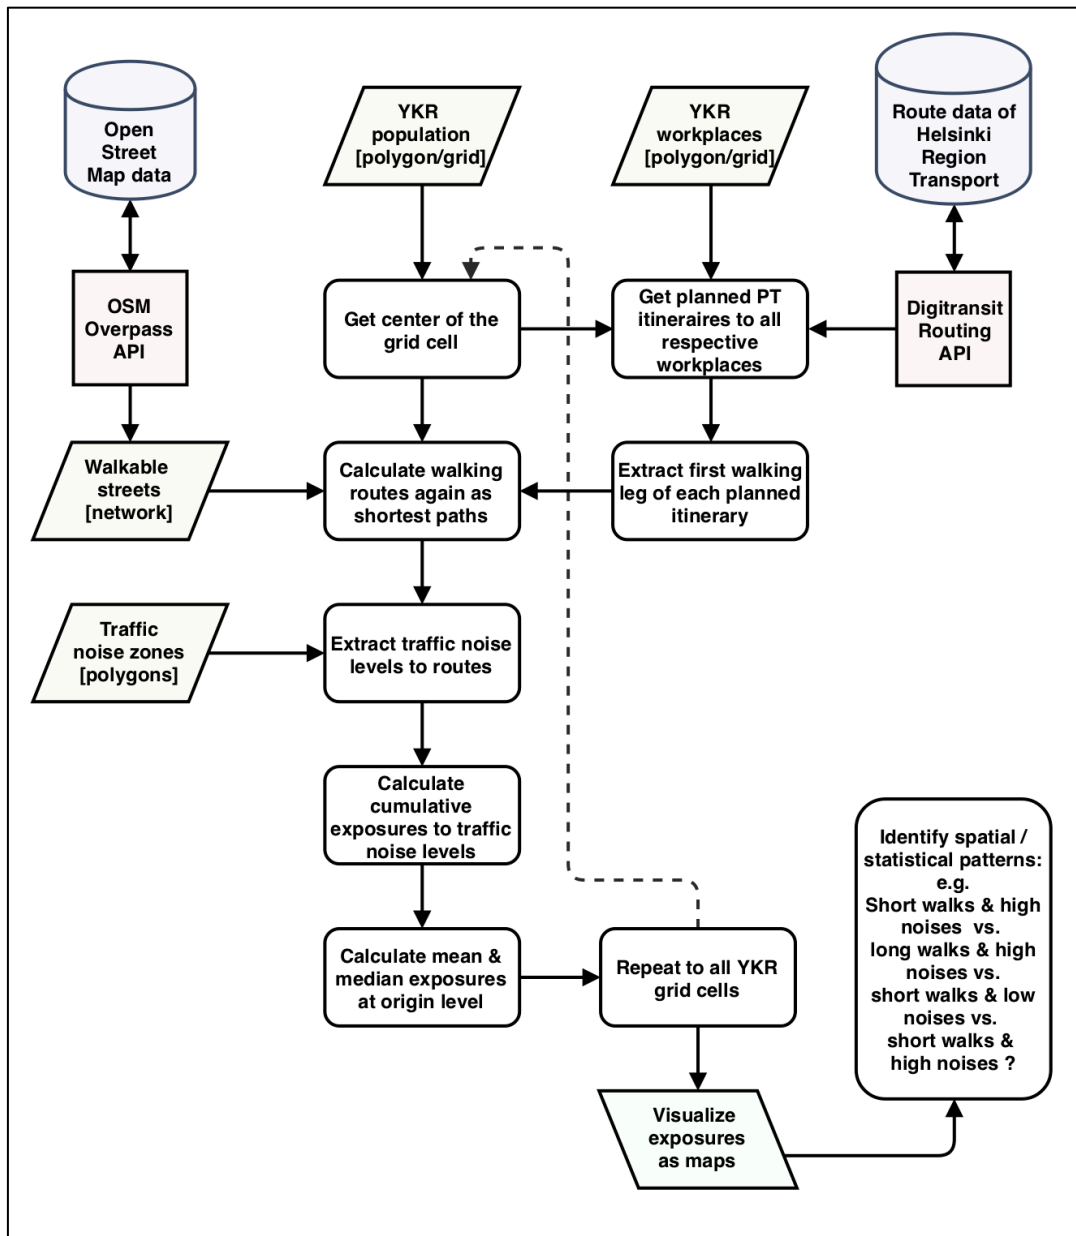 Open
Street
Map data
YKR
population
[polygon/grid]
YKR
workplaces
[polygon/grid]
Route data of
Helsinki
Region
Transport
OSM
Overpass
API
Get center of the
grid cell
Get planned PT
itineraires to all
respective
workplaces
Digitransit
Routing
API
Walkable
streets
[network]
Calculate walking
routes again as
shortest paths
Extract first walking
leg of each planned
itinerary
Traffic
noise zones
[polygons]
Extract traffic noise
levels to routes
Calculate
cumulative
exposures to traffic
noise levels
Calculate mean &
median exposures
at origin level
Repeat to all YKR
grid cells
Visualize
exposures
as maps
Identify spatial /
statistical patterns:
e.g.
Short walks & high
noises vs.
long walks & high
noises vs.
short walks & low
noises vs.
short walks &
high noises ?